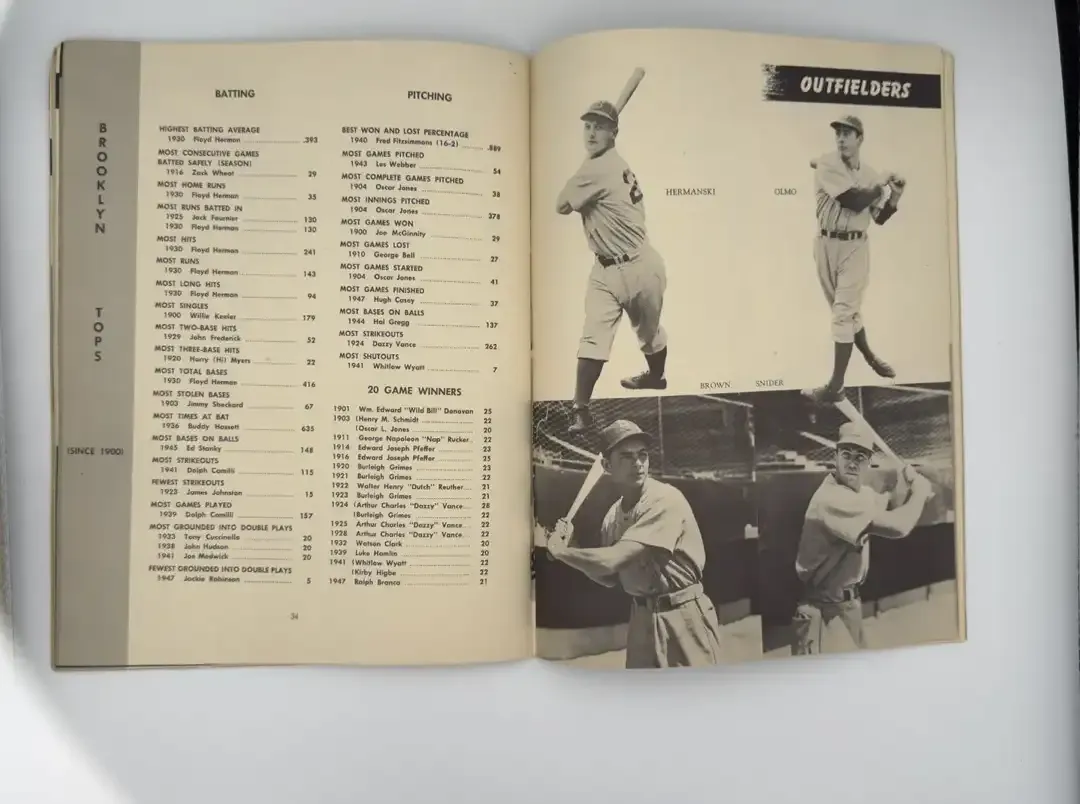 BROOKLYN
TOPS
(SINCE 1900)
BATTING
HIGHEST BATTING AVERAGE
1930 Floyd Herman .393
MOST CONSECUTIVE GAMES
BATTED SAFELY (SEASON)
1916 Zack Wheat 29
MOST HOME RUNS
1930 Floyd Herman 35
MOST RUNS BATTED IN
1925 Jack Fournier 130
1930 Floyd Herman 130
MOST HITS
1930 Floyd Herman 241
MOST RUNS
1930 Floyd Herman 143
MOST LONG HITS
1930 Floyd Herman 94
MOST SINGLES
1900 Willie Keeler 179
MOST TWO-BASE HITS
1929 John Frederick 52
MOST THREE-BASE HITS
1920 Harry (Hi) Myers 22
MOST TOTAL BASES
1930 Floyd Herman 416
MOST STOLEN BASES
1903 Jimmy Sheckard 67
MOST TIMES AT BAT
1936 Buddy Hassett 635
MOST BASES ON BALLS
1945 Ed Stanky 148
MOST STRIKEOUTS
1941 Dolph Camilli 115
FEWEST STRIKEOUTS
1923 James Johnston 15
MOST GAMES PLAYED
1939 Dolph Camilli 157
MOST GROUNDED INTO DOUBLE PLAYS
1935 Tony Cuccinello 20
1938 John Hudson 20
1941 Joe Medwick 20
FEWEST GROUNDED INTO DOUBLE PLAYS
1947 Jackie Robinson 5
PITCHING
BEST WON AND LOST PERCENTAGE
1940 Fred Fitzsimmons (16-2) .889
MOST GAMES PITCHED
1943 Les Webber 54
MOST COMPLETE GAMES PITCHED
1904 Oscar Jones 38
MOST INNINGS PITCHED
1904 Oscar Jones 378
MOST GAMES WON
1900 Joe McGinnity 29
MOST GAMES LOST
1910 George Bell 27
MOST GAMES STARTED
1904 Oscar Jones 41
MOST GAMES FINISHED
1947 Hugh Casey 37
MOST BASES ON BALLS
1944 Hal Gregg 137
MOST STRIKEOUTS
1924 Dazzy Vance 262
MOST SHUTOUTS
1941 Whitlow Wyatt 7
20 GAME WINNERS
1901 Wm. Edward "Wild Bill" Donovan 25
1903 (Henry M. Schmidt 22
(Oscar L. Jones 20
1911 George Napoleon "Nap" Rucker 22
1914 Edward Joseph Pfeffer 23
1916 Edward Joseph Pfeffer 25
1920 Burleigh Grimes 23
1921 Burleigh Grimes 22
1922 Walter Henry "Dutch" Reuther 21
1923 Burleigh Grimes 21
1924 (Arthur Charles "Dazzy" Vance 28
(Burleigh Grimes 22
1925 Arthur Charles "Dazzy" Vance 22
1928 Arthur Charles "Dazzy" Vance 22
1932 Watson Clark 20
1939 Luke Hamlin 20
1941 (Whitlow Wyatt 22
(Kirby Higbe 22
1947 Ralph Branca 21
34
OUTFIELDERS
HERMANSKI
OLMO
BROWN
SNIDER